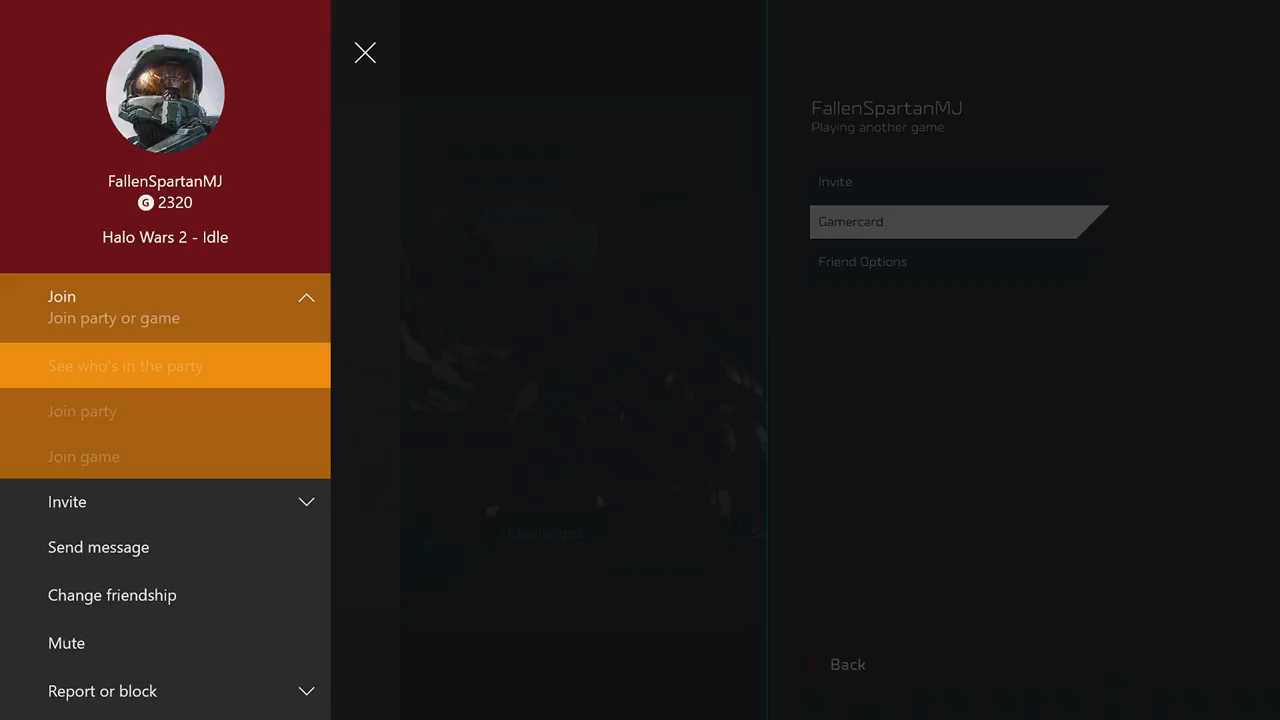 FallenSpartanMJ
G 2320
Halo Wars 2 - Idle
Join
Join party or game
See who's in the party
Join party
Join game
Invite
Send message
Change friendship
Mute
Report or block
Challenges
FallenSpartanMJ
Playing another game
Invite
Gamercard
Friend Options
Back